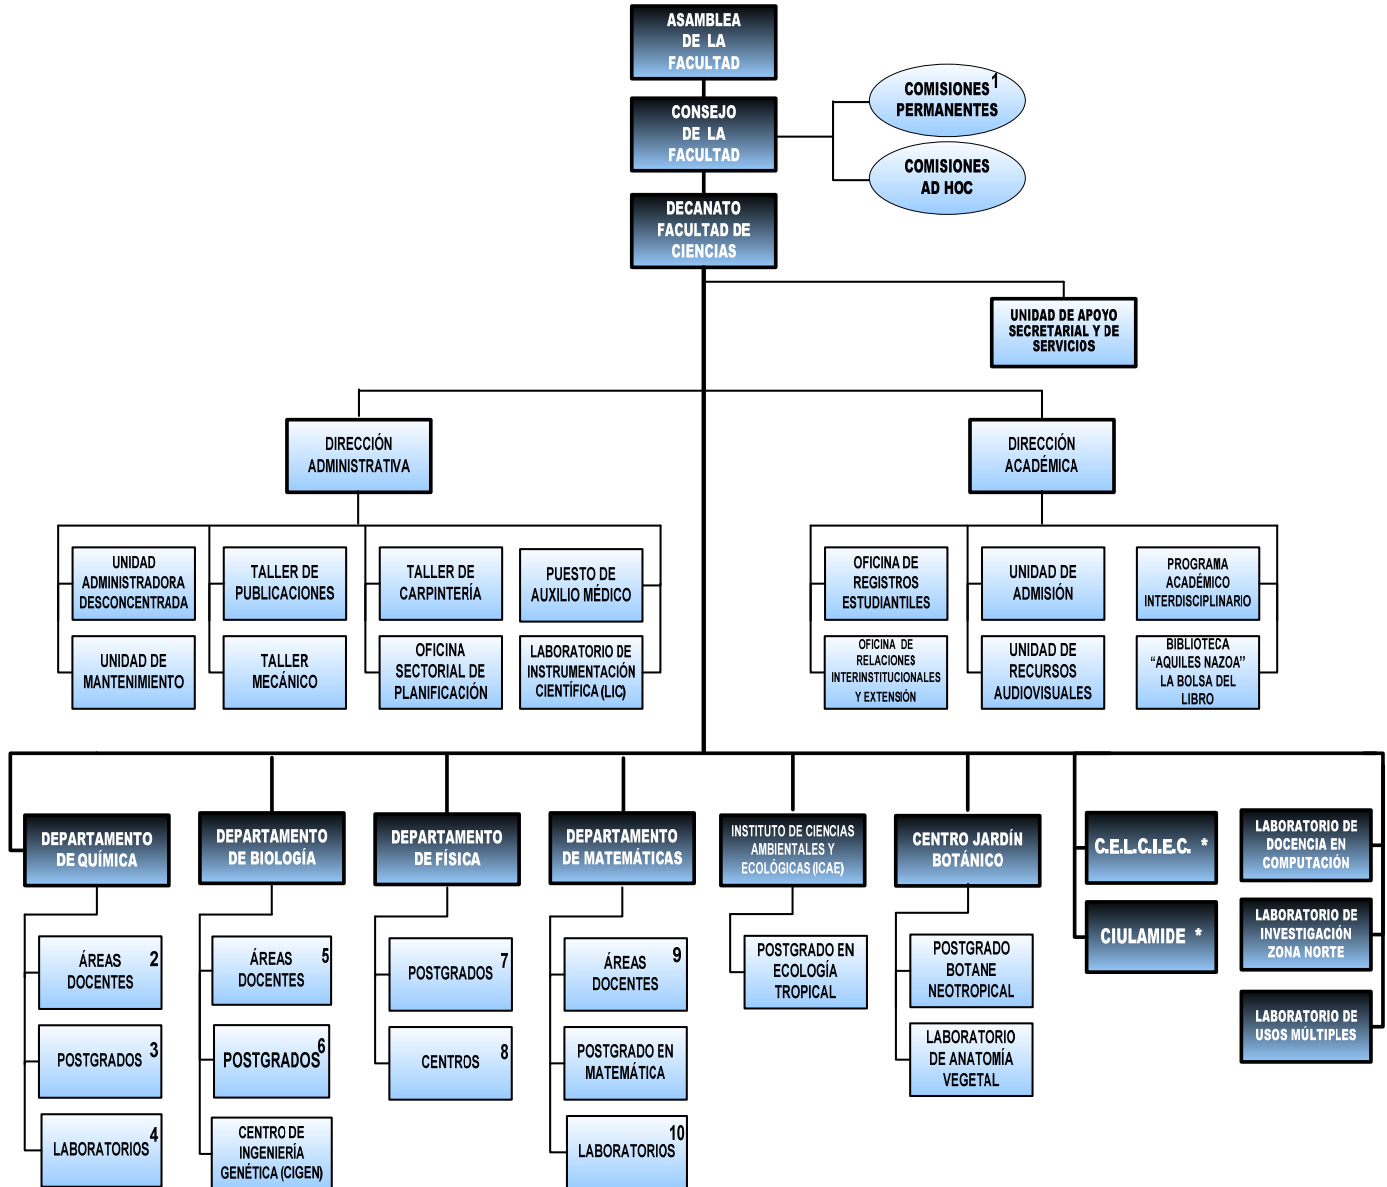 ASAMBLEA
DE LA
FACULTAD
CONSEJO
DE LA
FACULTAD
COMISIONES 1
PERMANENTES
COMISIONES
AD HOC
DECANATO
FACULTAD DE
CIENCIAS
UNIDAD DE APOYO
SECRETARIAL Y DE
SERVICIOS
DIRECCIÓN
ADMINISTRATIVA
DIRECCIÓN
ACADÉMICA
UNIDAD
ADMINISTRADORA
DESCONCENTRADA
TALLER DE
PUBLICACIONES
TALLER DE
CARPINTERÍA
PUESTO DE
AUXILIO MÉDICO
UNIDAD DE
MANTENIMIENTO
TALLER
MECÁNICO
OFICINA
SECTORIAL DE
PLANIFICACIÓN
LABORATORIO DE
INSTRUMENTACIÓN
CIENTÍFICA (LIC)
OFICINA DE
REGISTROS
ESTUDIANTILES
UNIDAD DE
ADMISIÓN
PROGRAMA
ACADÉMICO
INTERDISCIPLINARIO
OFICINA DE
RELACIONES
INTERINSTITUCIONALES
Y EXTENSIÓN
UNIDAD DE
RECURSOS
AUDIOVISUALES
BIBLIOTECA
“AQUILES NAZOA”
LA BOLSA DEL
LIBRO
DEPARTAMENTO
DE QUÍMICA
DEPARTAMENTO
DE BIOLOGÍA
DEPARTAMENTO
DE FÍSICA
DEPARTAMENTO
DE MATEMÁTICAS
INSTITUTO DE CIENCIAS
AMBIENTALES Y
ECOLÓGICAS (ICAE)
CENTRO JARDÍN
BOTÁNICO
C.E.L.C.I.E.C. *
CIULAMIDE *
LABORATORIO DE
DOCENCIA EN
COMPUTACIÓN
LABORATORIO DE
INVESTIGACIÓN
ZONA NORTE
LABORATORIO DE
USOS MÚLTIPLES
ÁREAS 2
DOCENTES
POSTGRADOS 3
LABORATORIOS 4
ÁREAS 5
DOCENTES
POSTGRADOS 6
CENTRO DE
INGENIERÍA
GENÉTICA (CIGEN)
POSTGRADOS 7
CENTROS 8
ÁREAS 9
DOCENTES
POSTGRADO EN
MATEMÁTICA
LABORATORIOS 10
POSTGRADO EN
ECOLOGÍA
TROPICAL
POSTGRADO
BOTANE
NEOTROPICAL
LABORATORIO
DE ANATOMÍA
VEGETAL